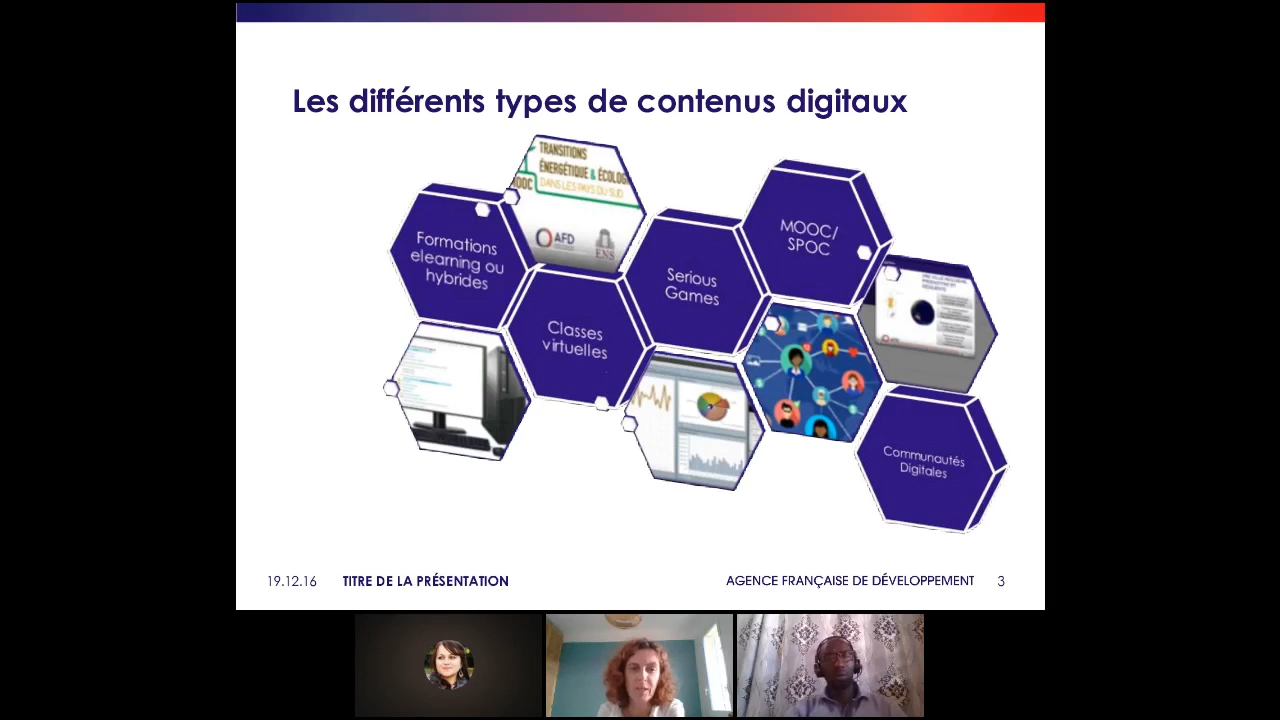 Les différents types de contenus digitaux
TRANSITIONS
ÉNERGÉTIQUE & ÉCOLOG
DANS LES PAYS DU SUD
AFD
ENS
Formations
elearning ou
hybrides
Classes
virtuelles
Serious
Games
MOOC/
SPOC
Communautés
Digitales
19.12.16 TITRE DE LA PRÉSENTATION AGENCE FRANÇAISE DE DÉVELOPPEMENT 3